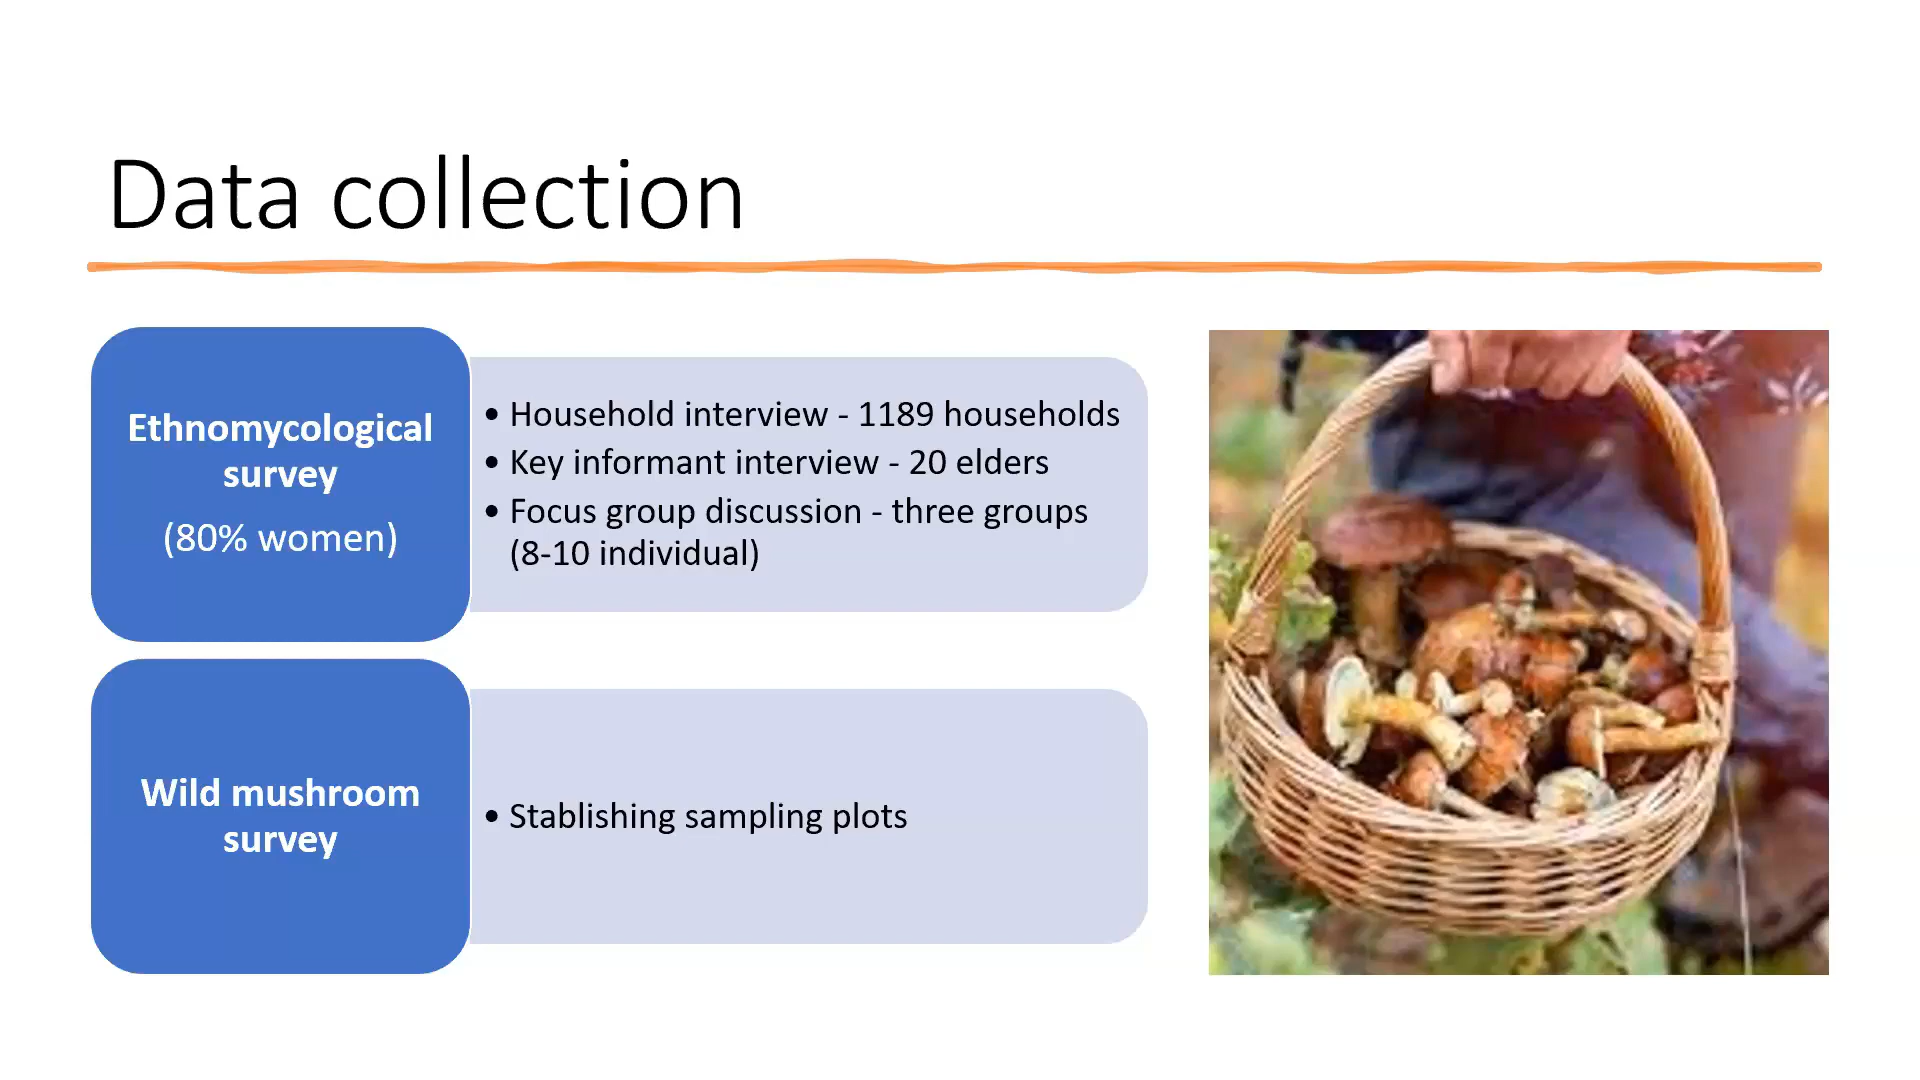 Data collection
Ethnomycological
survey
(80% women)
• Household interview - 1189 households
• Key informant interview - 20 elders
• Focus group discussion - three groups
(8-10 individual)
Wild mushroom
survey
• Stablishing sampling plots